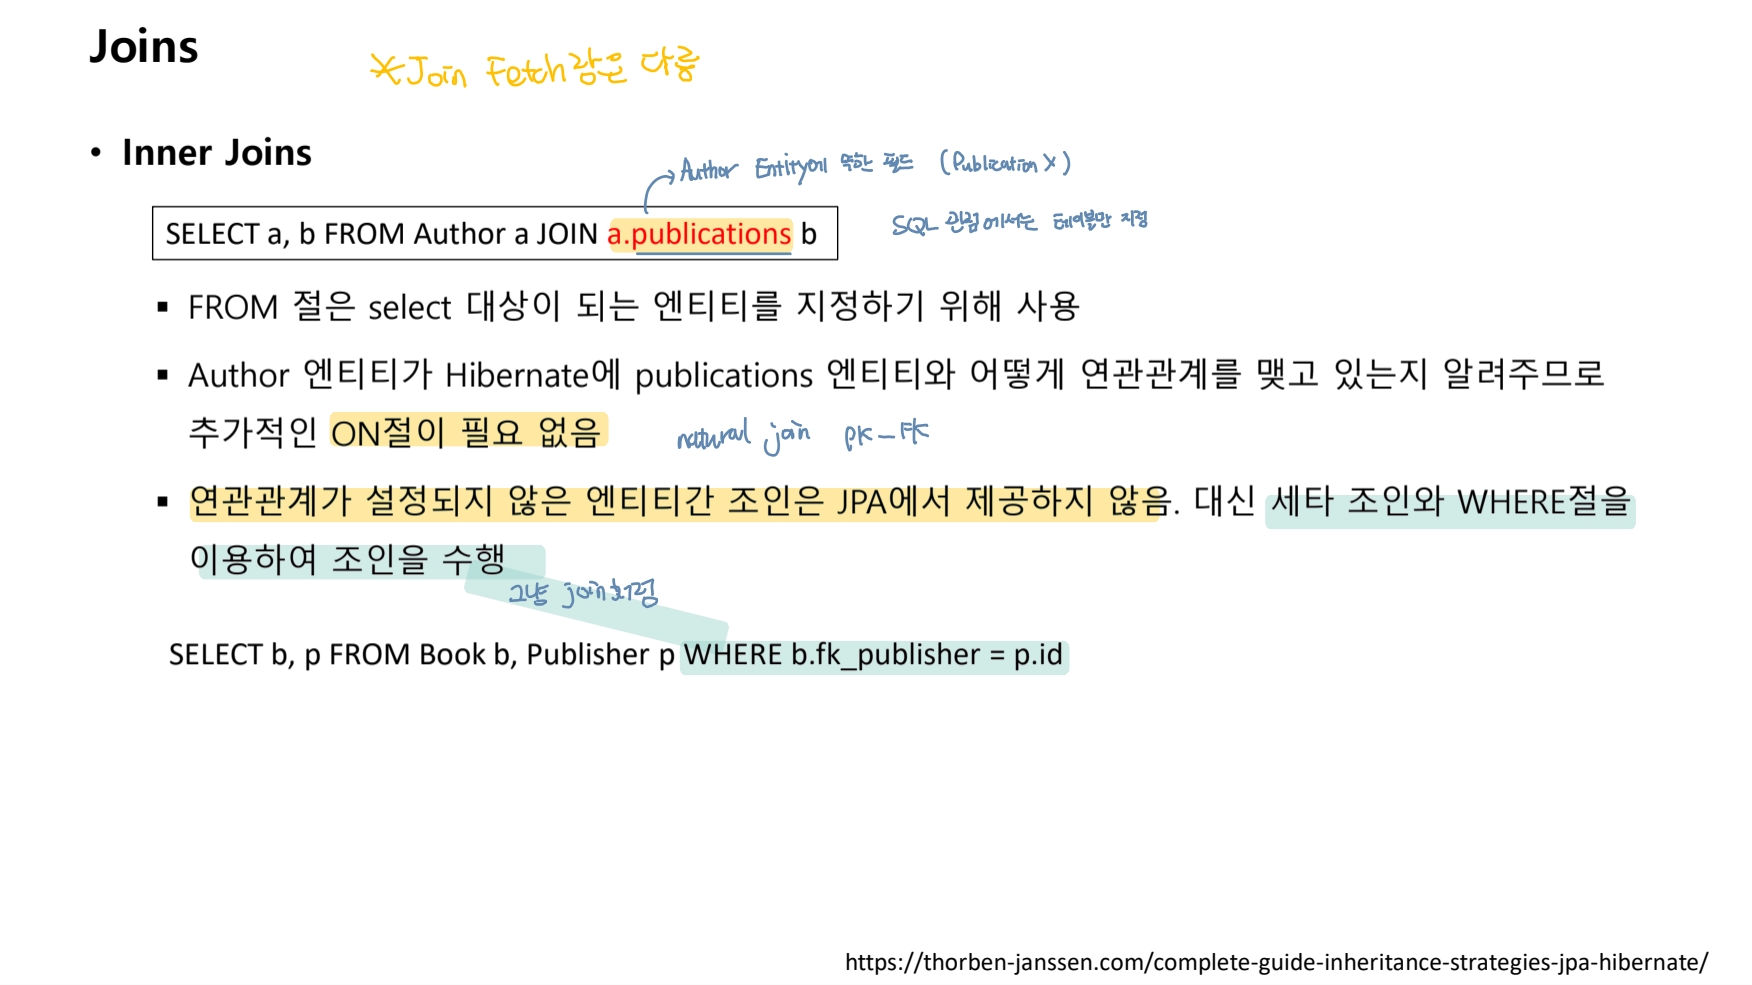 Joins
*Join Fetch랑은 다름
• Inner Joins
Author Entity에 속한 필드 (Publication X)
SELECT a, b FROM Author a JOIN a.publications b
SQL 관점에서는 테이블만 지정
▪ FROM 절은 select 대상이 되는 엔티티를 지정하기 위해 사용
▪ Author 엔티티가 Hibernate에 publications 엔티티와 어떻게 연관관계를 맺고 있는지 알려주므로
추가적인 ON절이 필요 없음
natural join PK-FK
▪ 연관관계가 설정되지 않은 엔티티간 조인은 JPA에서 제공하지 않음. 대신 세타 조인와 WHERE절을
이용하여 조인을 수행
그냥 join
SELECT b, p FROM Book b, Publisher p WHERE b.fk_publisher = p.id
https://thorben-janssen.com/complete-guide-inheritance-strategies-jpa-hibernate/